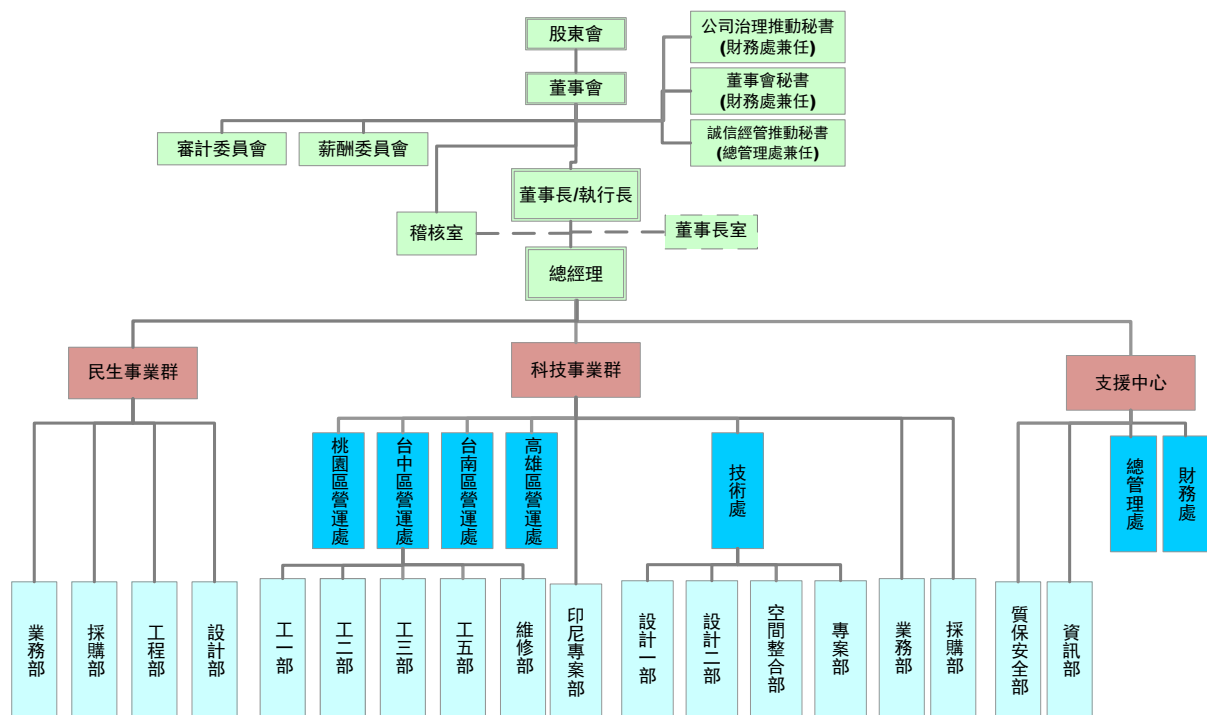 股東會
公司治理推動秘書
(財務處兼任)
董事會
董事會秘書
(財務處兼任)
審計委員會
薪酬委員會
誠信經管推動秘書
(總管理處兼任)
董事長/執行長
稽核室
董事長室
總經理
民生事業群
科技事業群
支援中心
桃園區營運處
台中區營運處
台南區營運處
高雄區營運處
技術處
總管理處
財務處
業務部
採購部
工程部
設計部
工一部
工二部
工三部
工五部
維修部
印尼專案部
設計一部
設計二部
空間整合部
專案部
業務部
採購部
質保安全部
資訊部